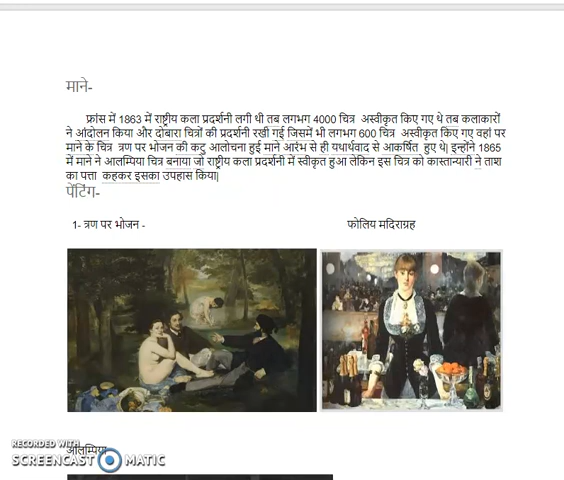 माने-
फ्रांस में 1863 में राष्ट्रीय कला प्रदर्शनी लगी थी तब लगभग 4000 चित्र अस्वीकृत किए गए थे तब कलाकारों
ने आंदोलन किया और दोबारा चित्रों की प्रदर्शनी रखी गई जिसमें भी लगभग 600 चित्र अस्वीकृत किए गए वहां पर
माने के चित्र त्रण पर भोजन की कटु आलोचना हुई माने आरंभ से ही यथार्थवाद से आकर्षित हुए थे| इन्होंने 1865
में माने ने आलम्पिया चित्र बनाया जो राष्ट्रीय कला प्रदर्शनी में स्वीकृत हुआ लेकिन इस चित्र को कास्तान्यारी ने ताश
का पत्ता कहकर इसका उपहास किया|
पेंटिंग-
1- त्रण पर भोजन - फोलिय मदिराग्रह
आलम्पिया
RECORDED WITH
SCREENCAST MATIC